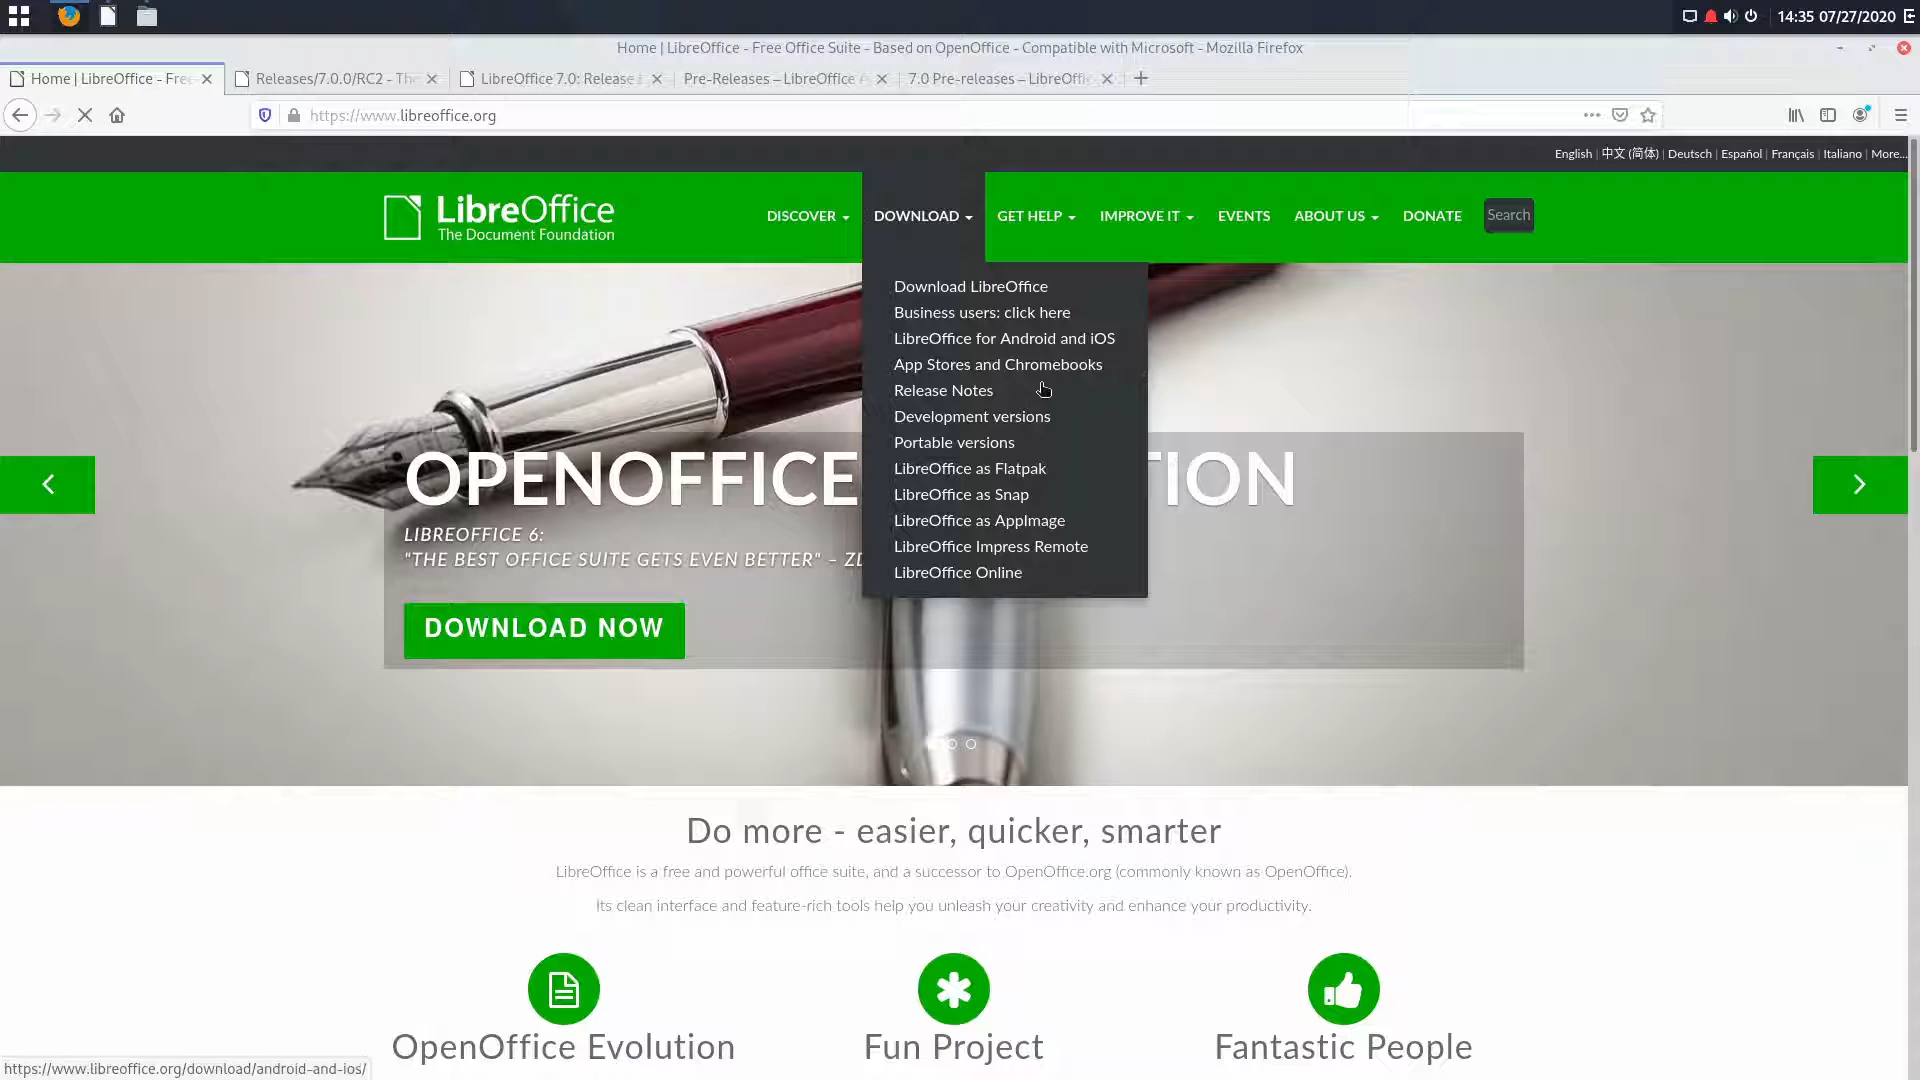 14:35 07/27/2020
Home | LibreOffice - Free Office Suite - Based on OpenOffice - Compatible with Microsoft - Mozilla Firefox
Home | LibreOffice - Free
Releases/7.0.0/RC2 - The
LibreOffice 7.0: Release
Pre-Releases – LibreOffice
7.0 Pre-releases – LibreOffic
https://www.libreoffice.org
English | 中文 (简体) | Deutsch | Español | Français | Italiano | More...
LibreOffice
The Document Foundation
DISCOVER
DOWNLOAD
GET HELP
IMPROVE IT
EVENTS
ABOUT US
DONATE
Search
Download LibreOffice
Business users: click here
LibreOffice for Android and iOS
App Stores and Chromebooks
Release Notes
Development versions
Portable versions
LibreOffice as Flatpak
LibreOffice as Snap
LibreOffice as AppImage
LibreOffice Impress Remote
LibreOffice Online
OPENOFFICE TION
LIBREOFFICE 6:
"THE BEST OFFICE SUITE GETS EVEN BETTER" – ZD
DOWNLOAD NOW
Do more - easier, quicker, smarter
LibreOffice is a free and powerful office suite, and a successor to OpenOffice.org (commonly known as OpenOffice).
Its clean interface and feature-rich tools help you unleash your creativity and enhance your productivity.
OpenOffice Evolution
Fun Project
Fantastic People
https://www.libreoffice.org/download/android-and-ios/